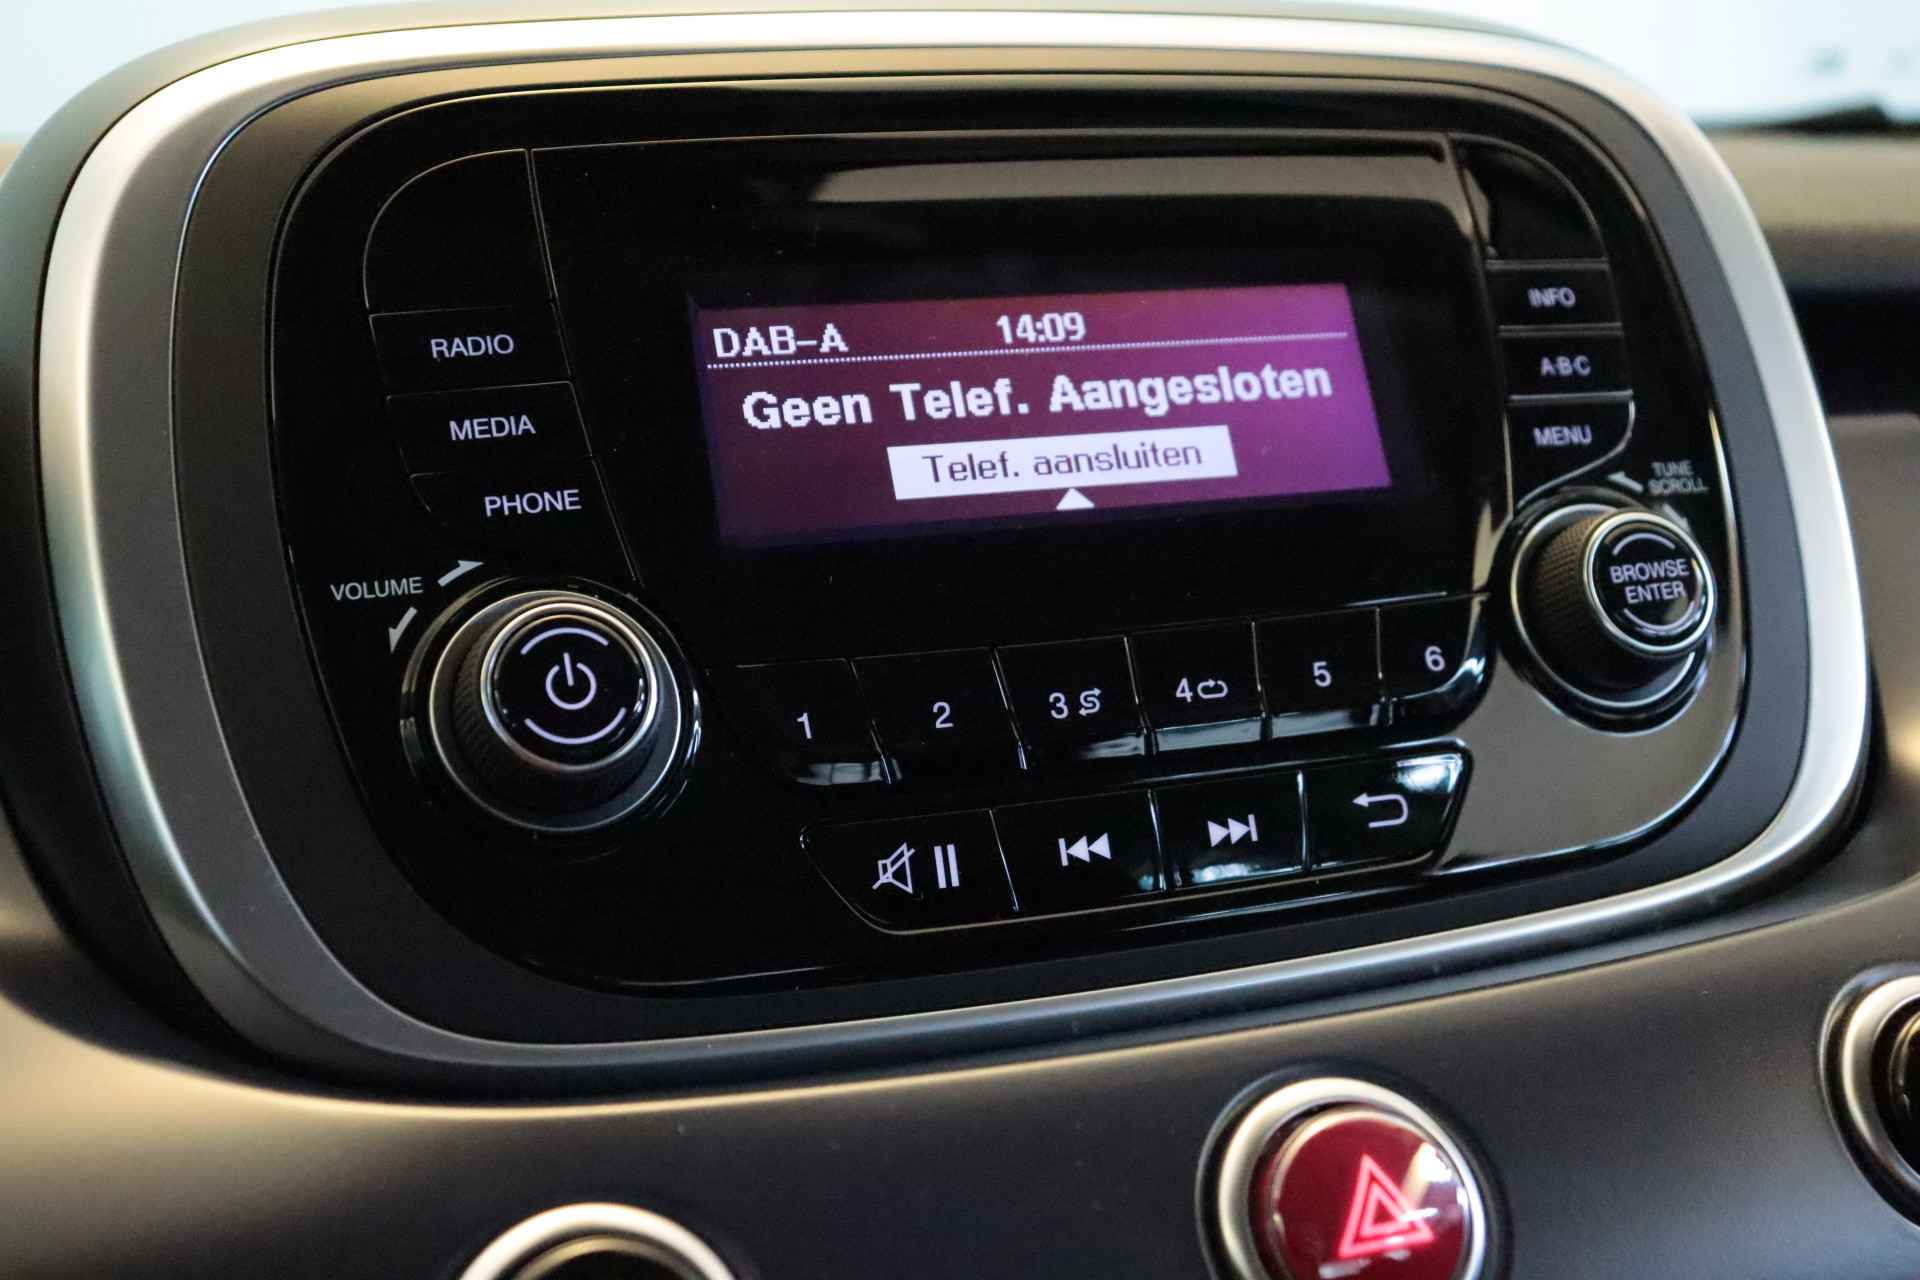 DAB-A 14:09
Geen Telef. Aangesloten
Telef. aansluiten
RADIO
MEDIA
PHONE
VOLUME
INFO
A·B·C
MENU
TUNE
SCROLL
BROWSE
ENTER
1 2 3 4 5 6